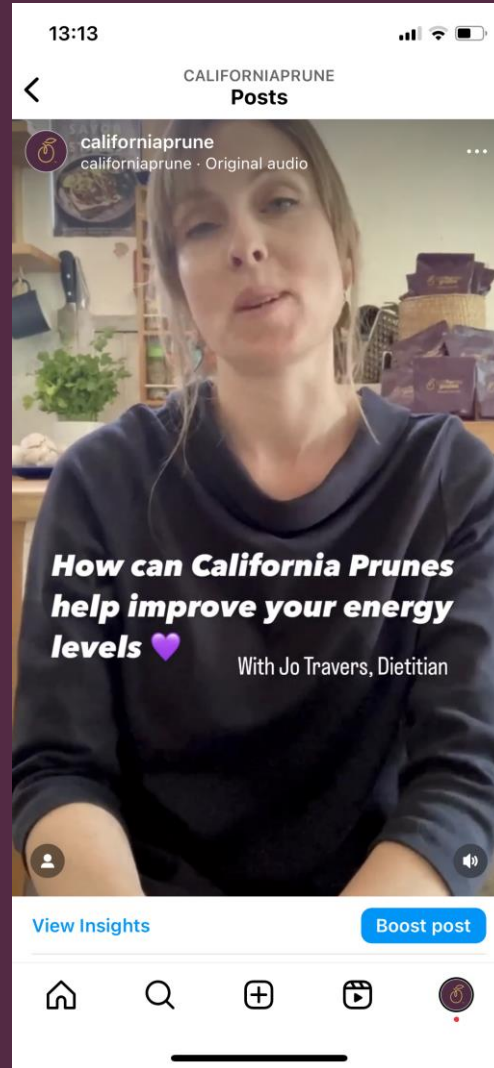 13:13
CALIFORNIAPRUNE
Posts
californiaprune
californiaprune · Original audio
How can California Prunes
help improve your energy
levels 💜
With Jo Travers, Dietitian
View Insights
Boost post